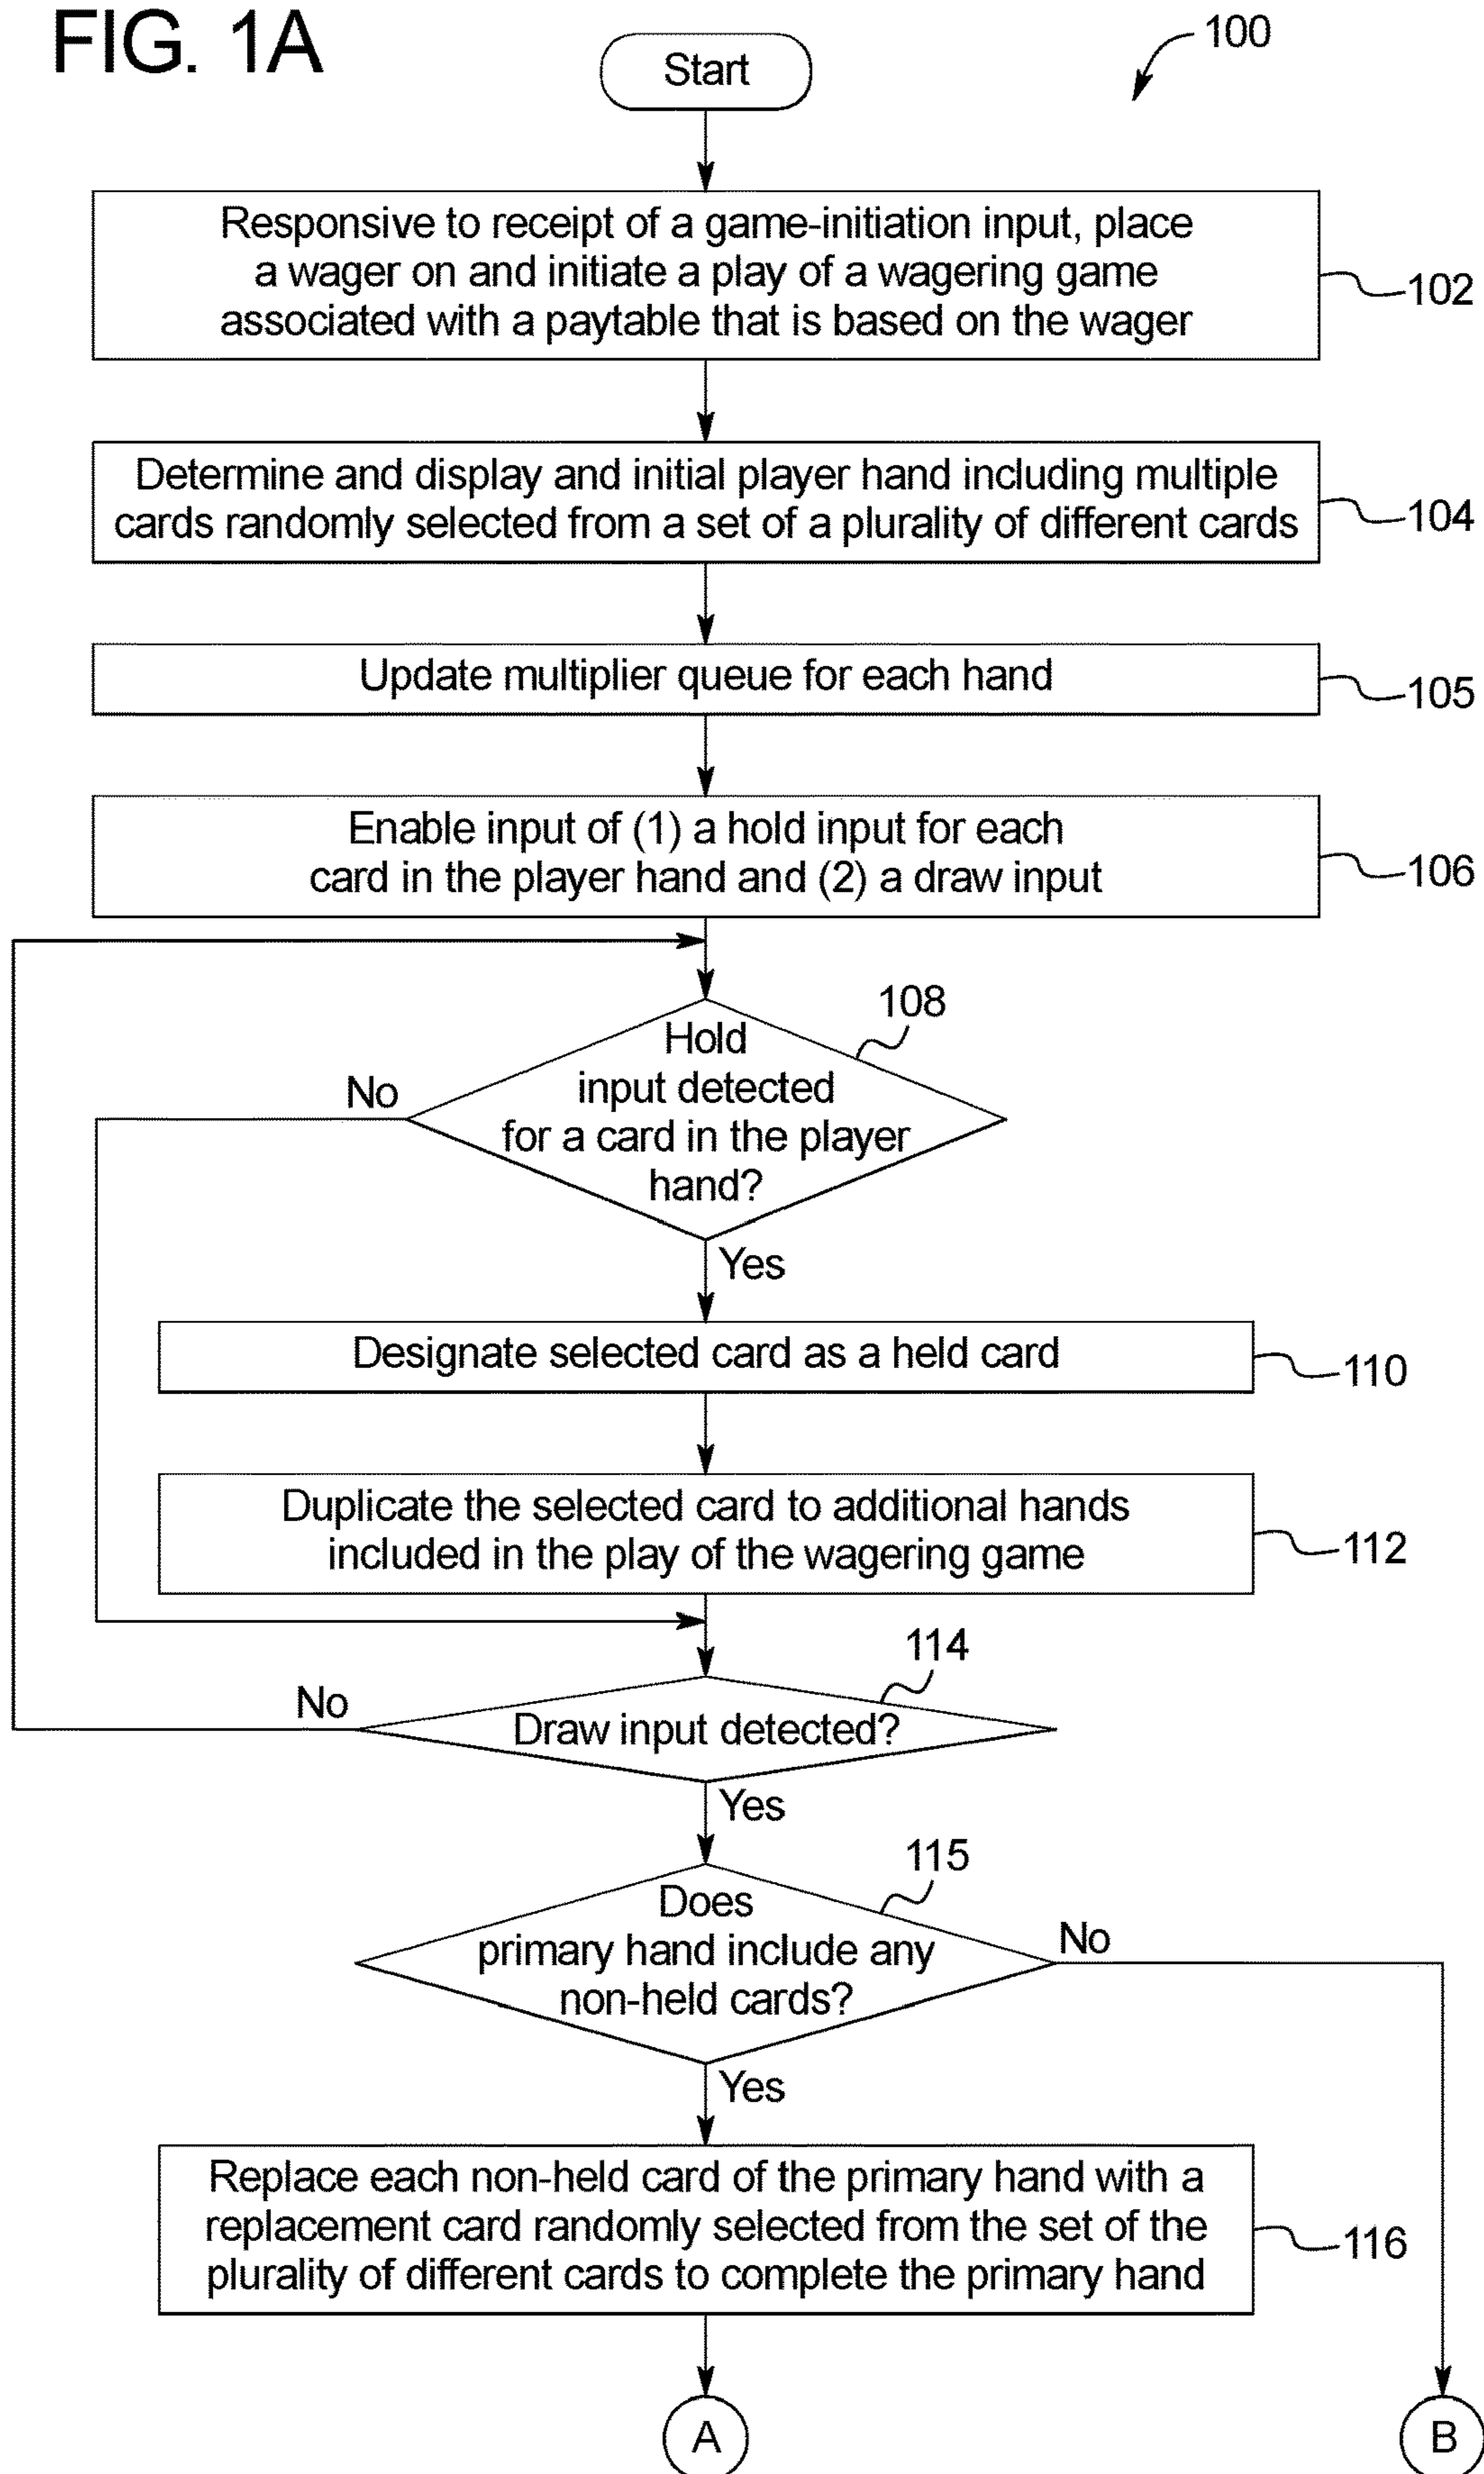 FIG. 1A
Start
100
Responsive to receipt of a game-initiation input, place
a wager on and initiate a play of a wagering game
associated with a paytable that is based on the wager
102
Determine and display and initial player hand including multiple
cards randomly selected from a set of a plurality of different cards
104
Update multiplier queue for each hand
105
Enable input of (1) a hold input for each
card in the player hand and (2) a draw input
106
108
Hold
input detected
for a card in the player
hand?
No
Yes
Designate selected card as a held card
110
Duplicate the selected card to additional hands
included in the play of the wagering game
112
114
No
Draw input detected?
Yes
115
Does
primary hand include any
non-held cards?
No
Yes
Replace each non-held card of the primary hand with a
replacement card randomly selected from the set of the
plurality of different cards to complete the primary hand
116
A
B